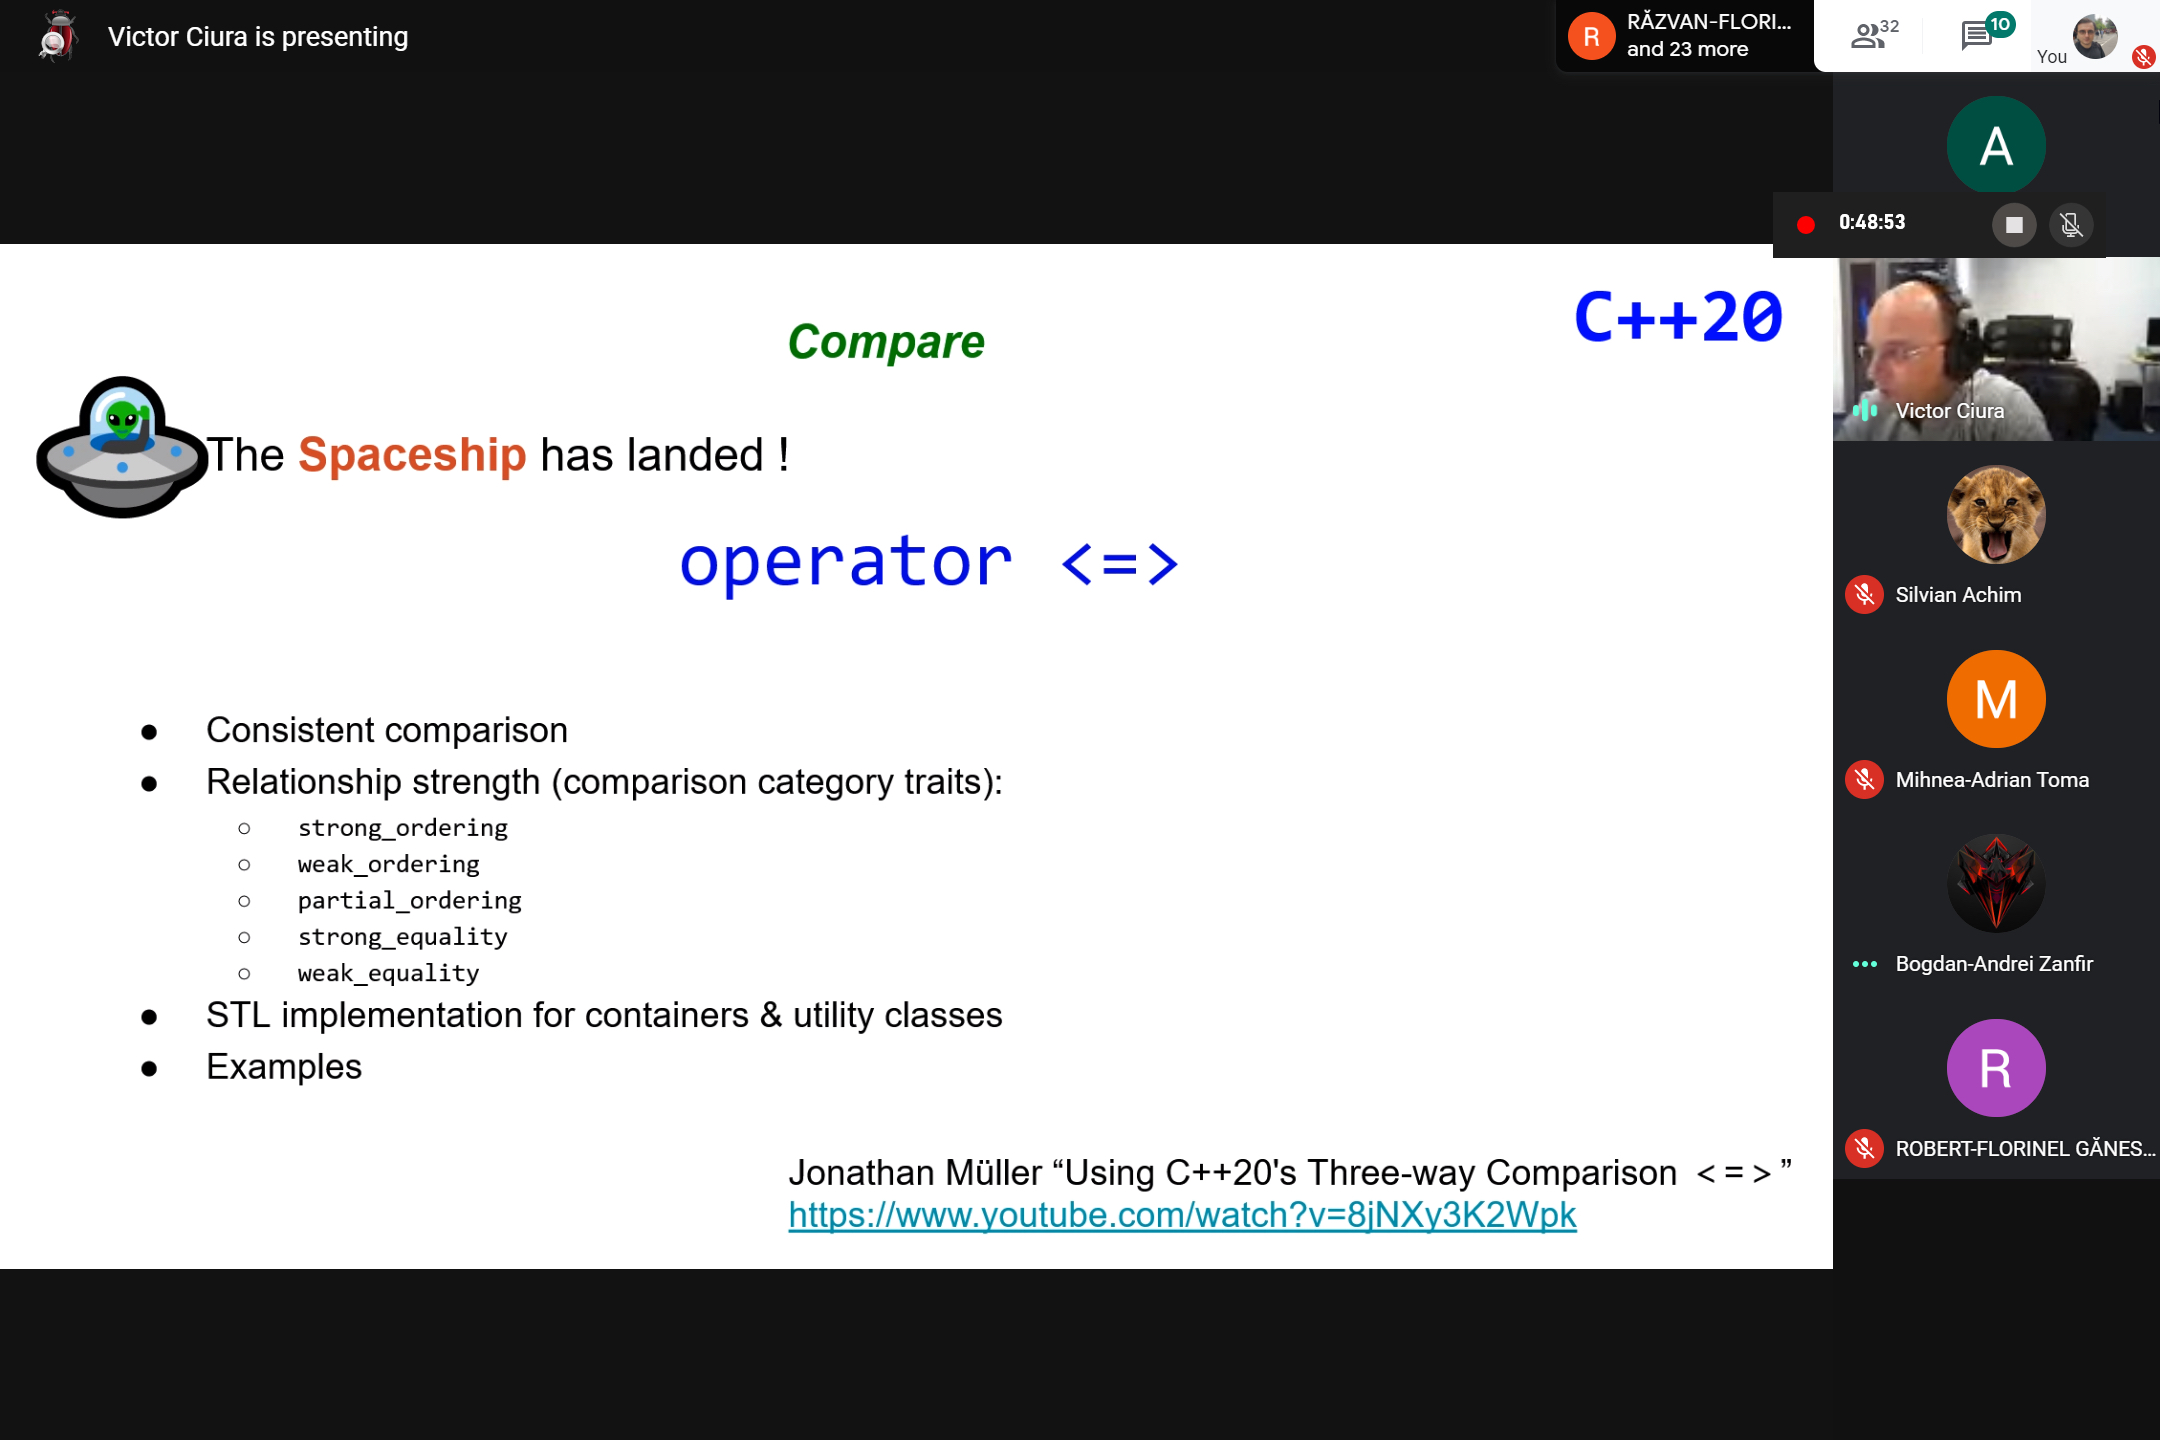 Victor Ciura is presenting
R
RĂZVAN-FLORI...
and 23 more
32
10
You
A
0:48:53
C++20
Compare
Victor Ciura
The Spaceship has landed !
operator <=>
Silvian Achim
M
Mihnea-Adrian Toma
● Consistent comparison
● Relationship strength (comparison category traits):
○ strong_ordering
○ weak_ordering
○ partial_ordering
○ strong_equality
○ weak_equality
● STL implementation for containers & utility classes
● Examples
Bogdan-Andrei Zanfir
R
ROBERT-FLORINEL GĂNES...
Jonathan Müller “Using C++20's Three-way Comparison <=>”
https://www.youtube.com/watch?v=8jNXy3K2Wpk